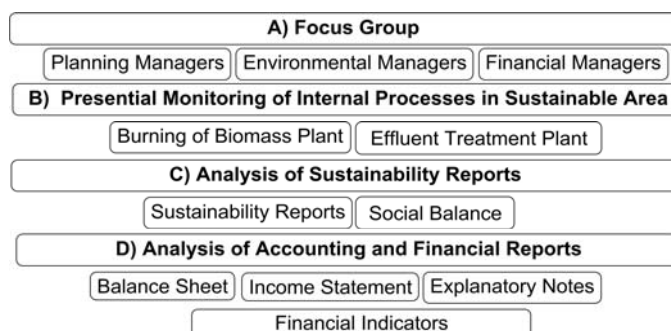 A) Focus Group
Planning Managers Environmental Managers Financial Managers
B) Presential Monitoring of Internal Processes in Sustainable Area
Burning of Biomass Plant Effluent Treatment Plant
C) Analysis of Sustainability Reports
Sustainability Reports Social Balance
D) Analysis of Accounting and Financial Reports
Balance Sheet Income Statement Explanatory Notes
Financial Indicators